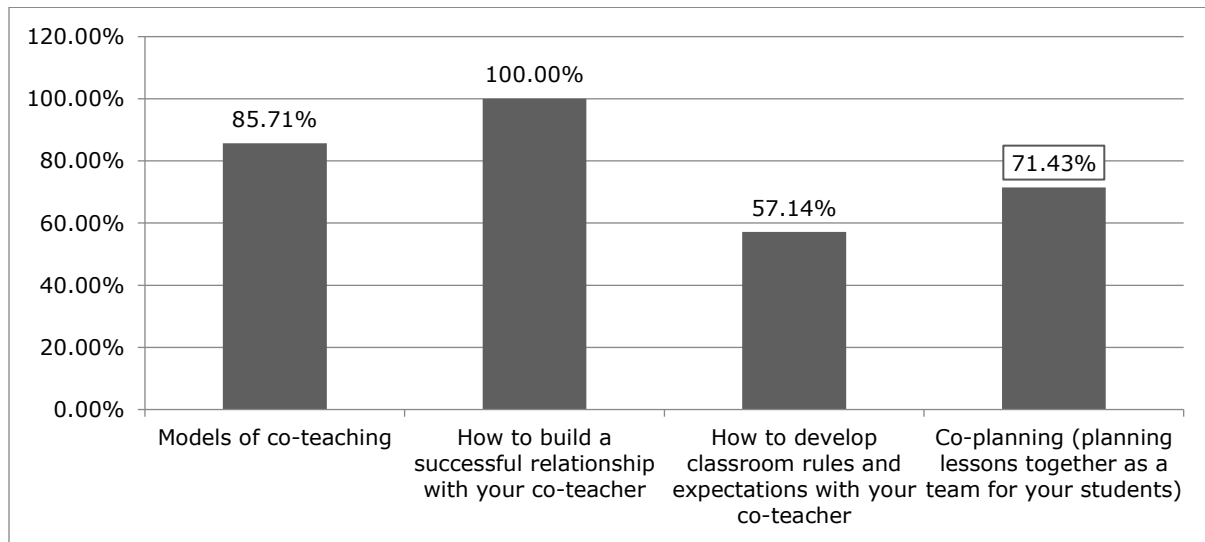 120.00%
100.00%
80.00%
60.00%
40.00%
20.00%
0.00%
85.71%
100.00%
57.14%
71.43%
Models of co-teaching
How to build a
successful relationship
with your co-teacher
How to develop
classroom rules and
expectations with your
co-teacher
Co-planning (planning
lessons together as a
team for your students)